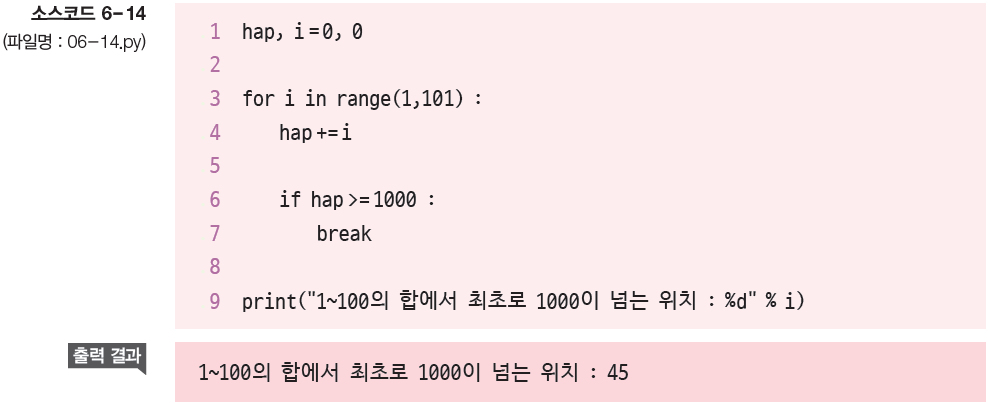 소스코드 6-14
(파일명 : 06-14.py)
1 hap, i=0, 0
2
3 for i in range(1,101) :
4 hap+=i
5
6 if hap>=1000 :
7 break
8
9 print("1~100의 합에서 최초로 1000이 넘는 위치 : %d" % i)
출력 결과
1~100의 합에서 최초로 1000이 넘는 위치 : 45